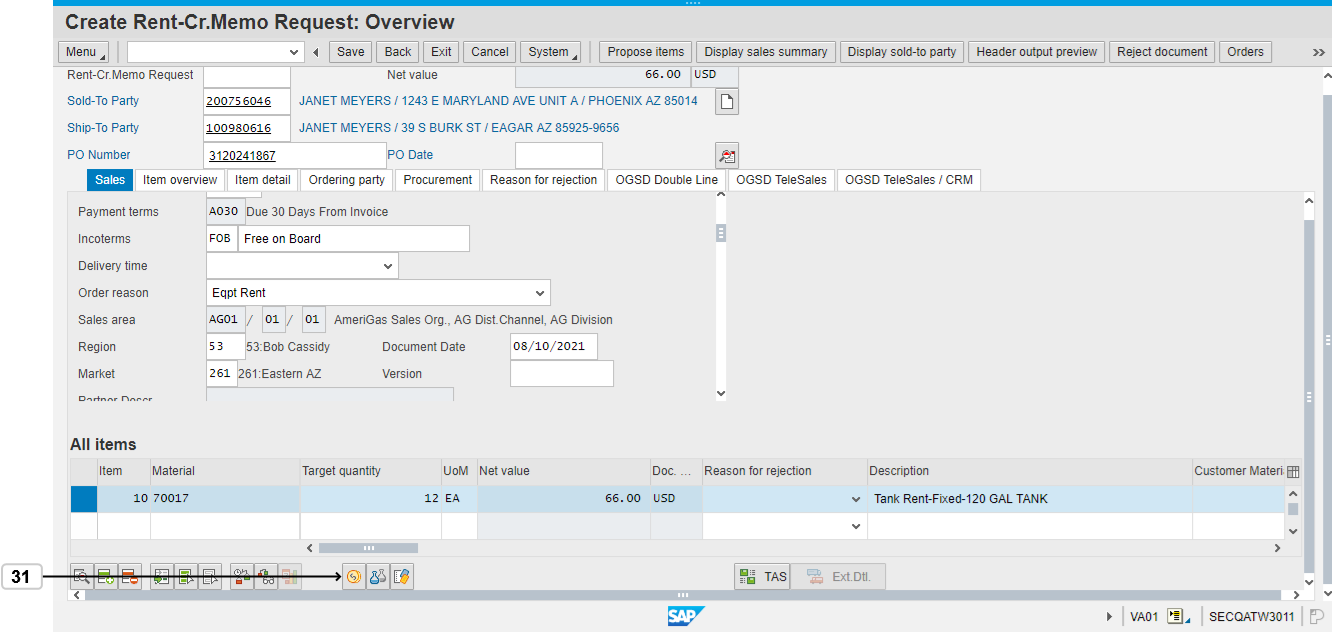 Create Rent-Cr.Memo Request: Overview
Menu Save Back Exit Cancel System Propose items Display sales summary Display sold-to party Header output preview Reject document Orders
Rent-Cr.Memo Request Net value 66.00 USD
Sold-To Party 200756046 JANET MEYERS / 1243 E MARYLAND AVE UNIT A / PHOENIX AZ 85014
Ship-To Party 100980616 JANET MEYERS / 39 S BURK ST / EAGAR AZ 85925-9656
PO Number 3120241867 PO Date
Sales Item overview Item detail Ordering party Procurement Reason for rejection OGSD Double Line OGSD TeleSales OGSD TeleSales / CRM
Payment terms A030 Due 30 Days From Invoice
Incoterms FOB Free on Board
Delivery time
Order reason Eqpt Rent
Sales area AG01 / 01 / 01 AmeriGas Sales Org., AG Dist.Channel, AG Division
Region 53 53:Bob Cassidy Document Date 08/10/2021
Market 261 261:Eastern AZ Version
Partner Descr
All items
Item Material Target quantity UoM Net value Doc. ... Reason for rejection Description Customer Materi
10 70017 12 EA 66.00 USD Tank Rent-Fixed-120 GAL TANK
31 TAS Ext.Dtl.
SAP VA01 SECQATW3011